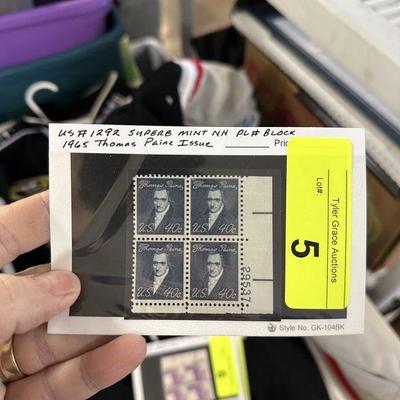 US# 1292 SUPERB MINT NH PL# BLOCK
1965 Thomas Paine Issue
Thomas Paine
U.S. 40c
Thomas Paine
U.S. 40c
Thomas Paine
U.S. 40c
Thomas Paine
U.S. 40c
29537
Tyler Grace Auctions
Lot#:
5
Style No. GK-104BK